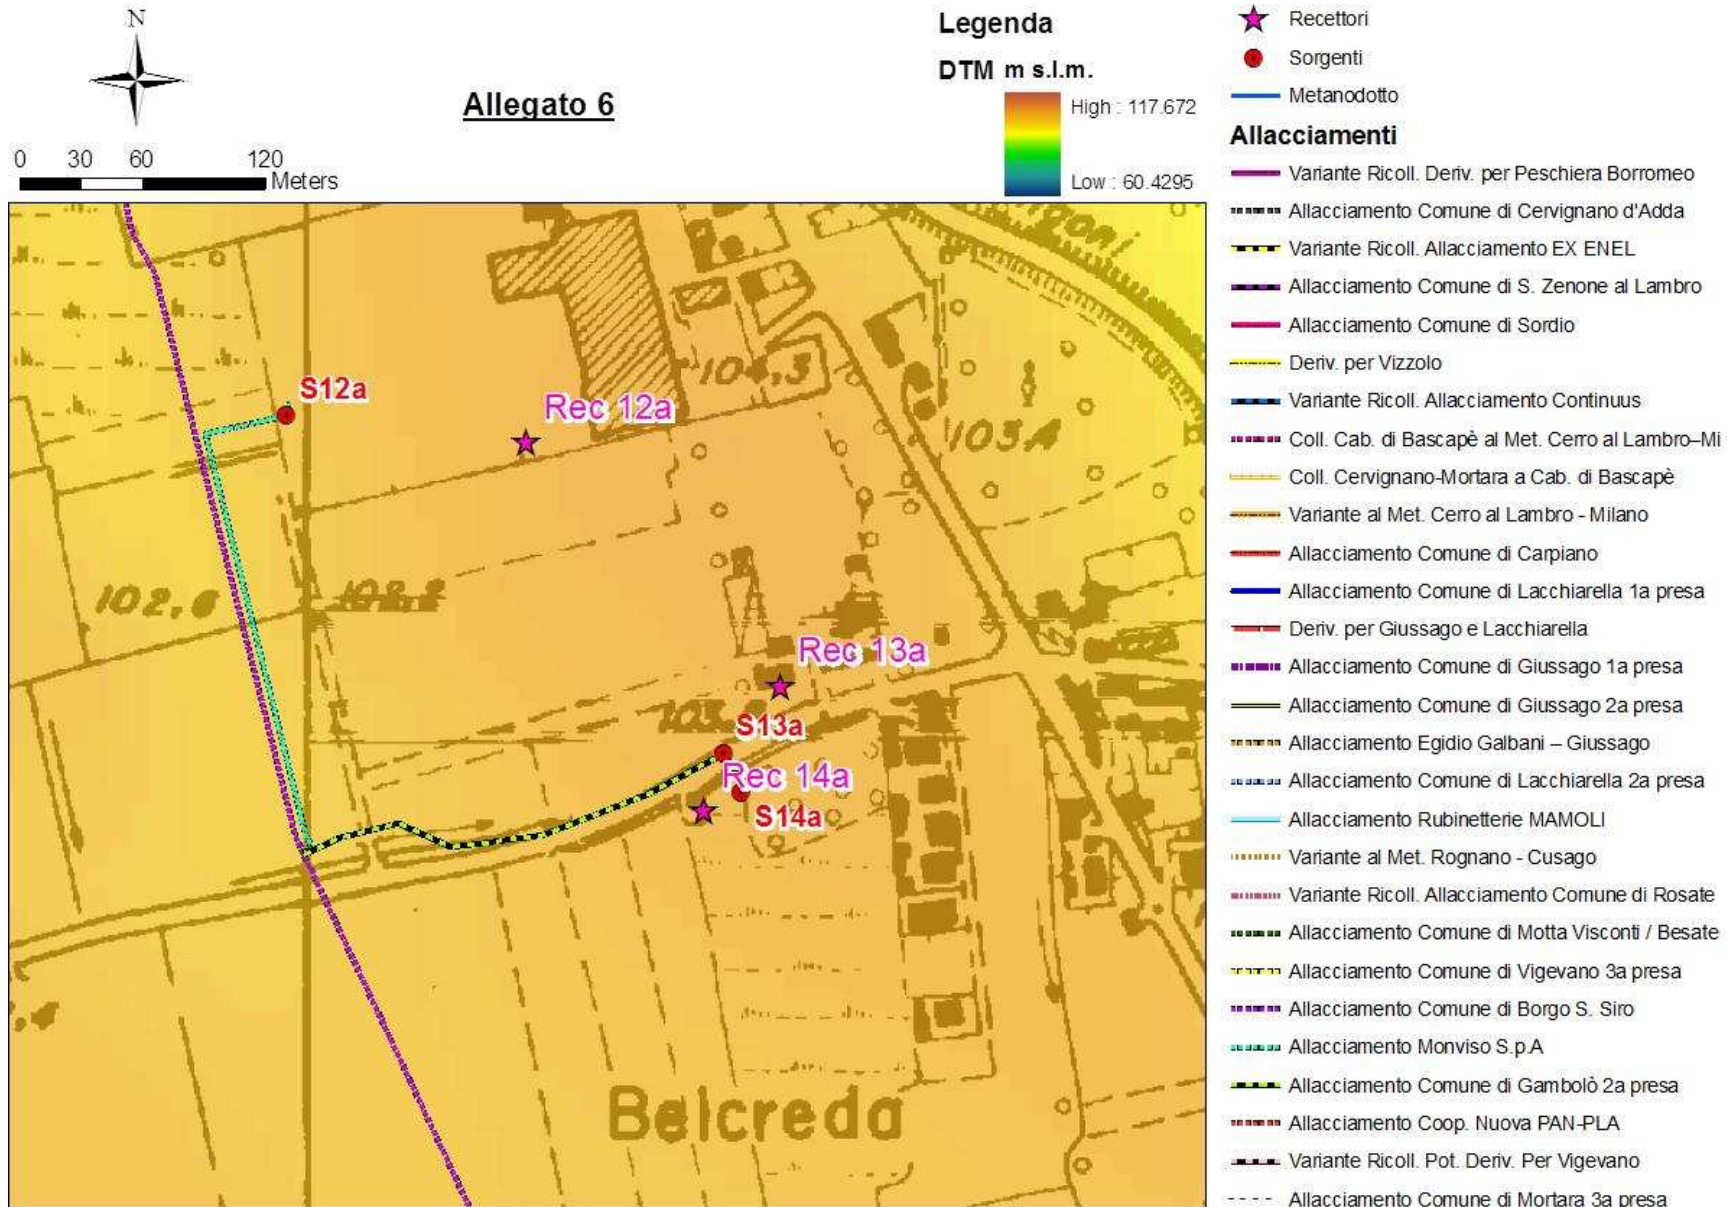 N
Allegato 6
0 30 60 120
Meters
Legenda
DTM m s.l.m.
High : 117.672
Low : 60.4295
Recettori
Sorgenti
Metanodotto
Allacciamenti
Variante Ricoll. Deriv. per Peschiera Borromeo
Allacciamento Comune di Cervignano d'Adda
Variante Ricoll. Allacciamento EX ENEL
Allacciamento Comune di S. Zenone al Lambro
Allacciamento Comune di Sordio
Deriv. per Vizzolo
Variante Ricoll. Allacciamento Continuus
Coll. Cab. di Bascapè al Met. Cerro al Lambro–Mi
Coll. Cervignano-Mortara a Cab. di Bascapè
Variante al Met. Cerro al Lambro - Milano
Allacciamento Comune di Carpiano
Allacciamento Comune di Lacchiarella 1a presa
Deriv. per Giussago e Lacchiarella
Allacciamento Comune di Giussago 1a presa
Allacciamento Comune di Giussago 2a presa
Allacciamento Egidio Galbani – Giussago
Allacciamento Comune di Lacchiarella 2a presa
Allacciamento Rubinetterie MAMOLI
Variante al Met. Rognano - Cusago
Variante Ricoll. Allacciamento Comune di Rosate
Allacciamento Comune di Motta Visconti / Besate
Allacciamento Comune di Vigevano 3a presa
Allacciamento Comune di Borgo S. Siro
Allacciamento Monviso S.p.A
Allacciamento Comune di Gambolò 2a presa
Allacciamento Coop. Nuova PAN-PLA
Variante Ricoll. Pot. Deriv. Per Vigevano
Allacciamento Comune di Mortara 3a presa
S12a
Rec 12a
102,6
Rec 13a
S13a
Rec 14a
S14a
Belcreda